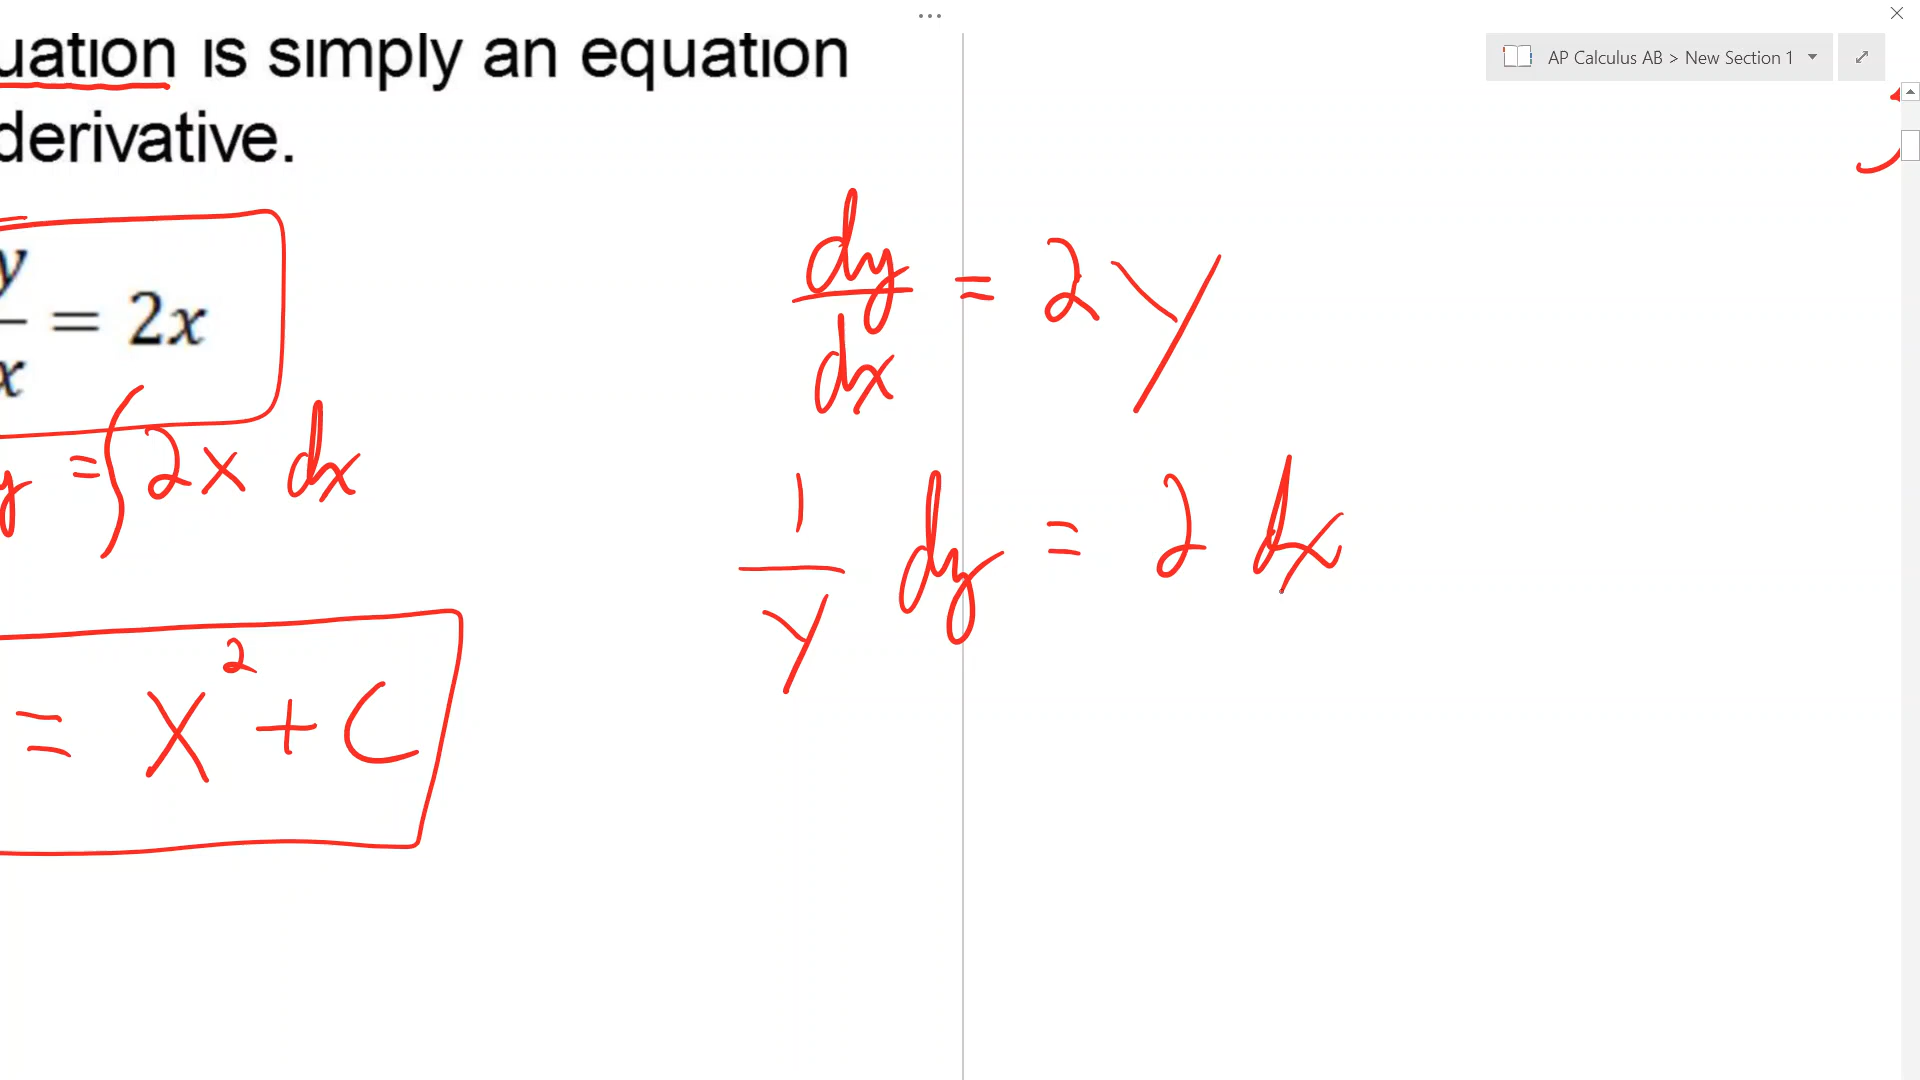 uation is simply an equation
derivative.
AP Calculus AB > New Section 1
y/x = 2x
y = ∫ 2x dx
= x² + C
dy/dx = 2y
1/y dy = 2 dx